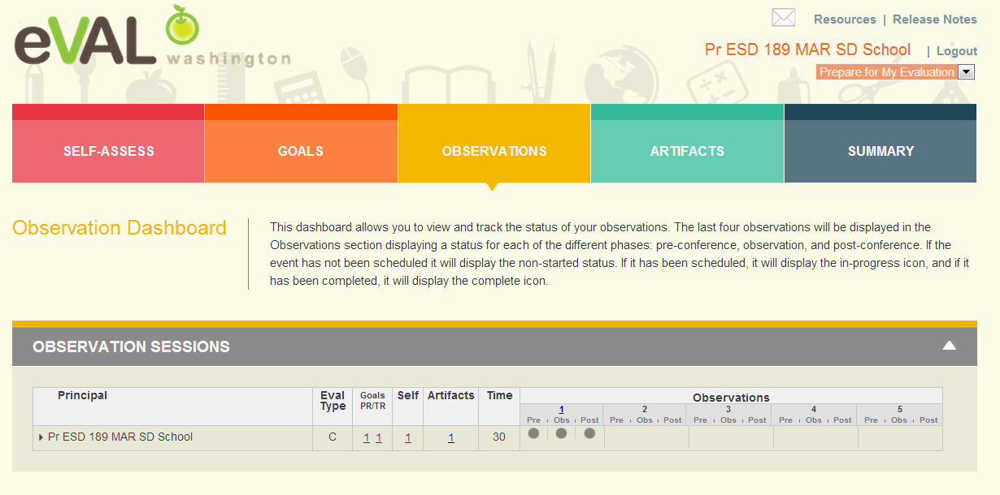 eVAL
washington
Resources | Release Notes
Pr ESD 189 MAR SD School | Logout
Prepare for My Evaluation
SELF-ASSESS GOALS OBSERVATIONS ARTIFACTS SUMMARY
Observation Dashboard
This dashboard allows you to view and track the status of your observations. The last four observations will be displayed in the
Observations section displaying a status for each of the different phases: pre-conference, observation, and post-conference. If the
event has not been scheduled it will display the non-started status. If it has been scheduled, it will display the in-progress icon, and if it
has been completed, it will display the complete icon.
OBSERVATION SESSIONS
Principal Eval Type Goals PR/TR Self Artifacts Time Observations
1 2 3 4 5
Pre Obs Post Pre Obs Post Pre Obs Post Pre Obs Post Pre Obs Post
Pr ESD 189 MAR SD School C 1 1 1 1 30